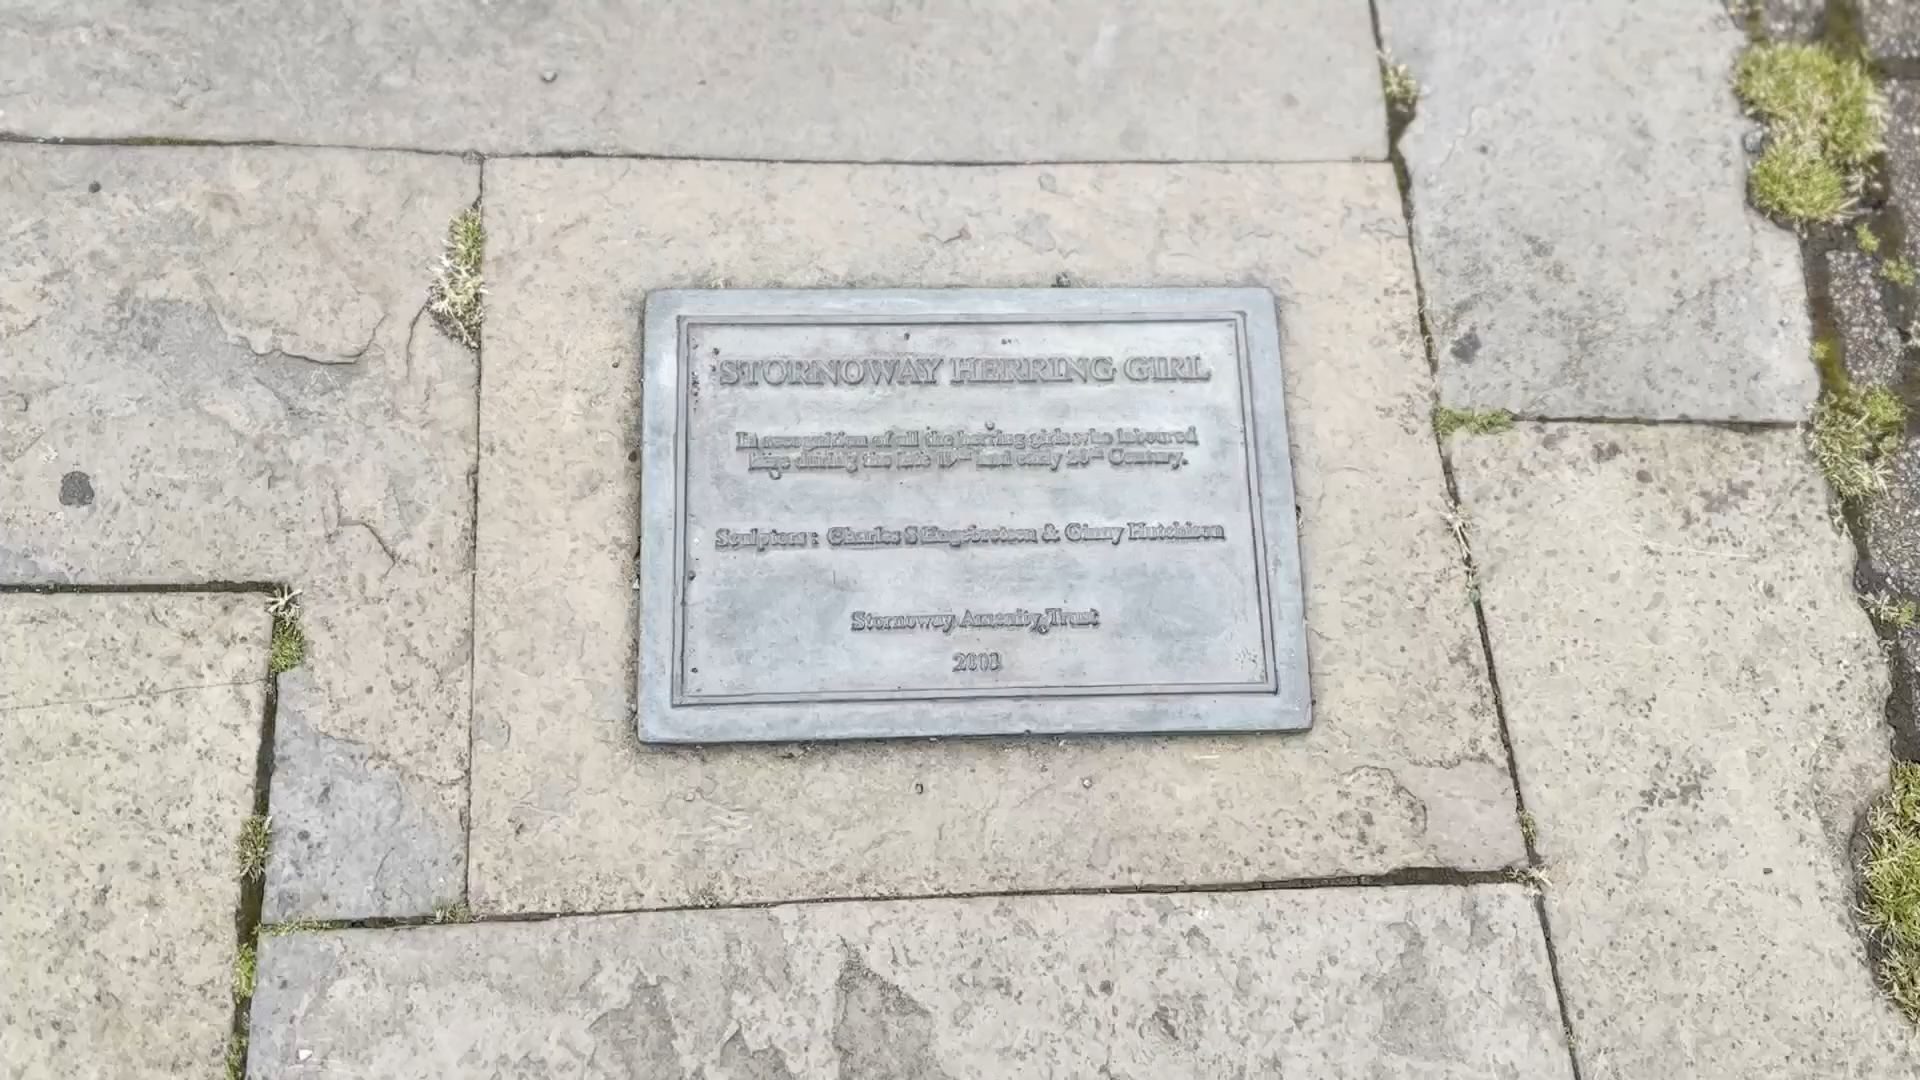 STORNOWAY HERRING GIRL
In recognition of all the herring girls who laboured
here during the late 19th and early 20th Century.
Sculptors : Charles S Engebretsen & Ginny Hutchison
Stornoway Amenity Trust
2003